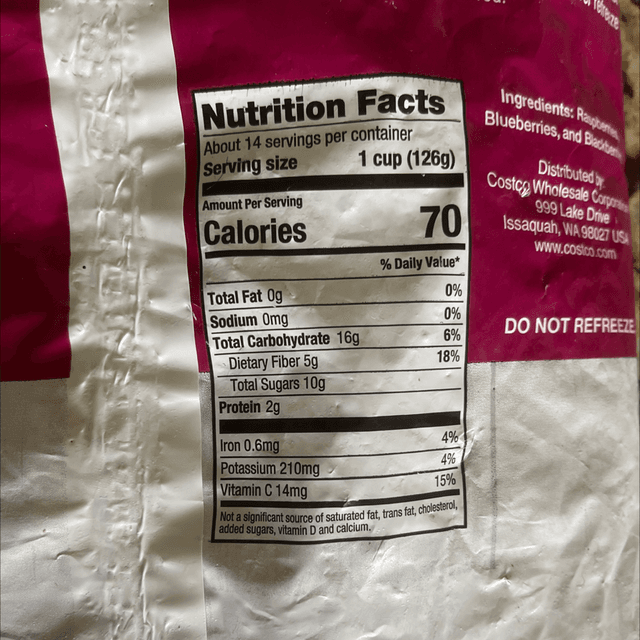 Nutrition Facts
About 14 servings per container
Serving size 1 cup (126g)
Amount Per Serving
Calories 70
% Daily Value*
Total Fat 0g 0%
Sodium 0mg 0%
Total Carbohydrate 16g 6%
Dietary Fiber 5g 18%
Total Sugars 10g
Protein 2g
Iron 0.6mg 4%
Potassium 210mg 4%
Vitamin C 14mg 15%
Not a significant source of saturated fat, trans fat, cholesterol,
added sugars, vitamin D and calcium.
Ingredients: Raspberries,
Blueberries, and
Distributed by:
Costco Wholesale
999 Lake Drive
Issaquah, WA 98027 USA
www.costco.com
DO NOT REFREEZE